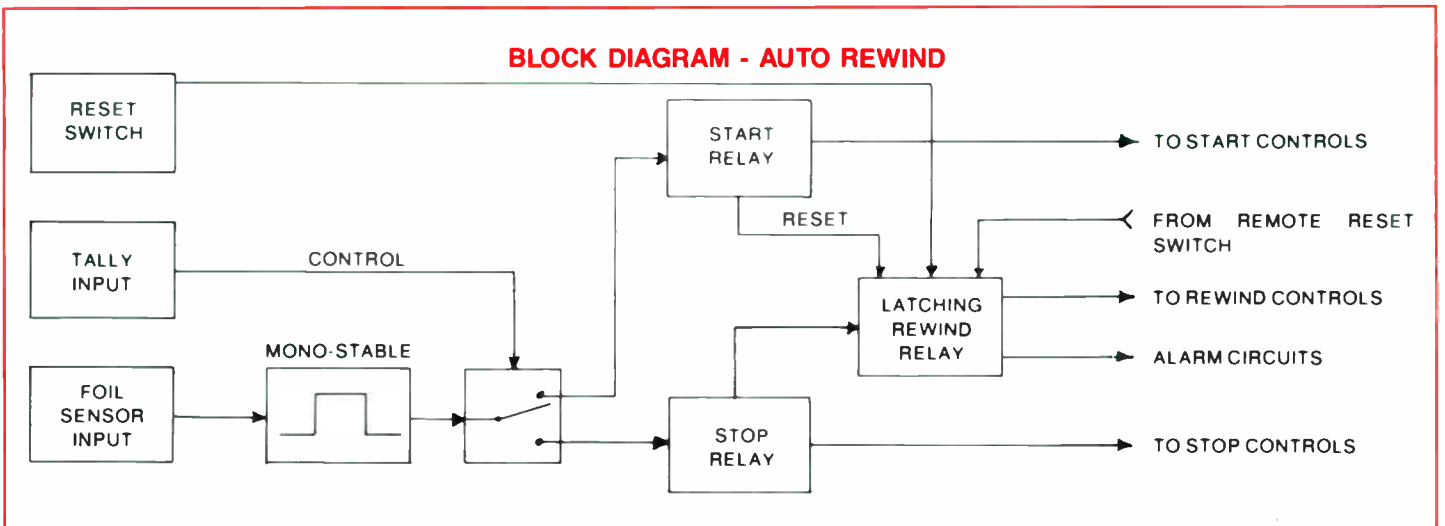 BLOCK DIAGRAM - AUTO REWIND
RESET
SWITCH
START
RELAY
TO START CONTROLS
RESET
FROM REMOTE RESET
SWITCH
TALLY
INPUT
CONTROL
LATCHING
REWIND
RELAY
TO REWIND CONTROLS
ALARM CIRCUITS
MONO-STABLE
FOIL
SENSOR
INPUT
STOP
RELAY
TO STOP CONTROLS